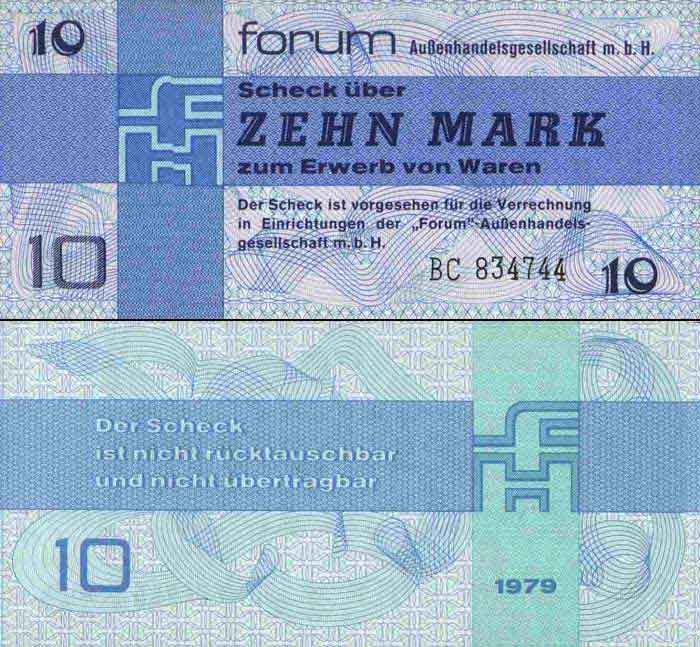 10
forum Außenhandelsgesellschaft m. b. H.
Scheck über
ZEHN MARK
zum Erwerb von Waren
Der Scheck ist vorgesehen für die Verrechnung
in Einrichtungen der „Forum"-Außenhandels-
gesellschaft m. b. H.
10
BC 834744
10
Der Scheck
ist nicht rücktauschbar
und nicht übertragbar
10
1979